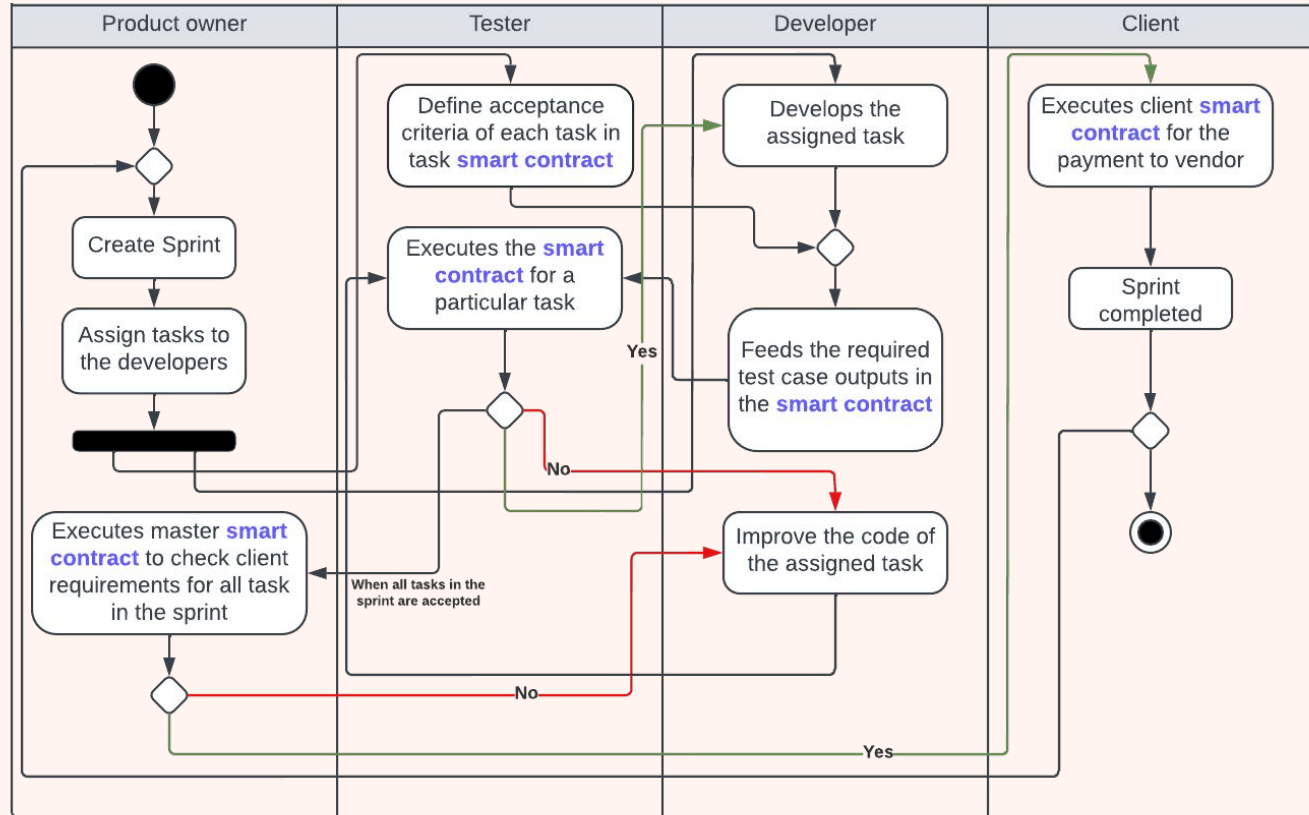 Product owner
Tester
Developer
Client
Create Sprint
Assign tasks to
the developers
Executes master smart
contract to check client
requirements for all task
in the sprint
Define acceptance
criteria of each task in
task smart contract
Executes the smart
contract for a
particular task
Yes
No
When all tasks in the
sprint are accepted
No
Develops the
assigned task
Feeds the required
test case outputs in
the smart contract
Improve the code of
the assigned task
Yes
Executes client smart
contract for the
payment to vendor
Sprint
completed